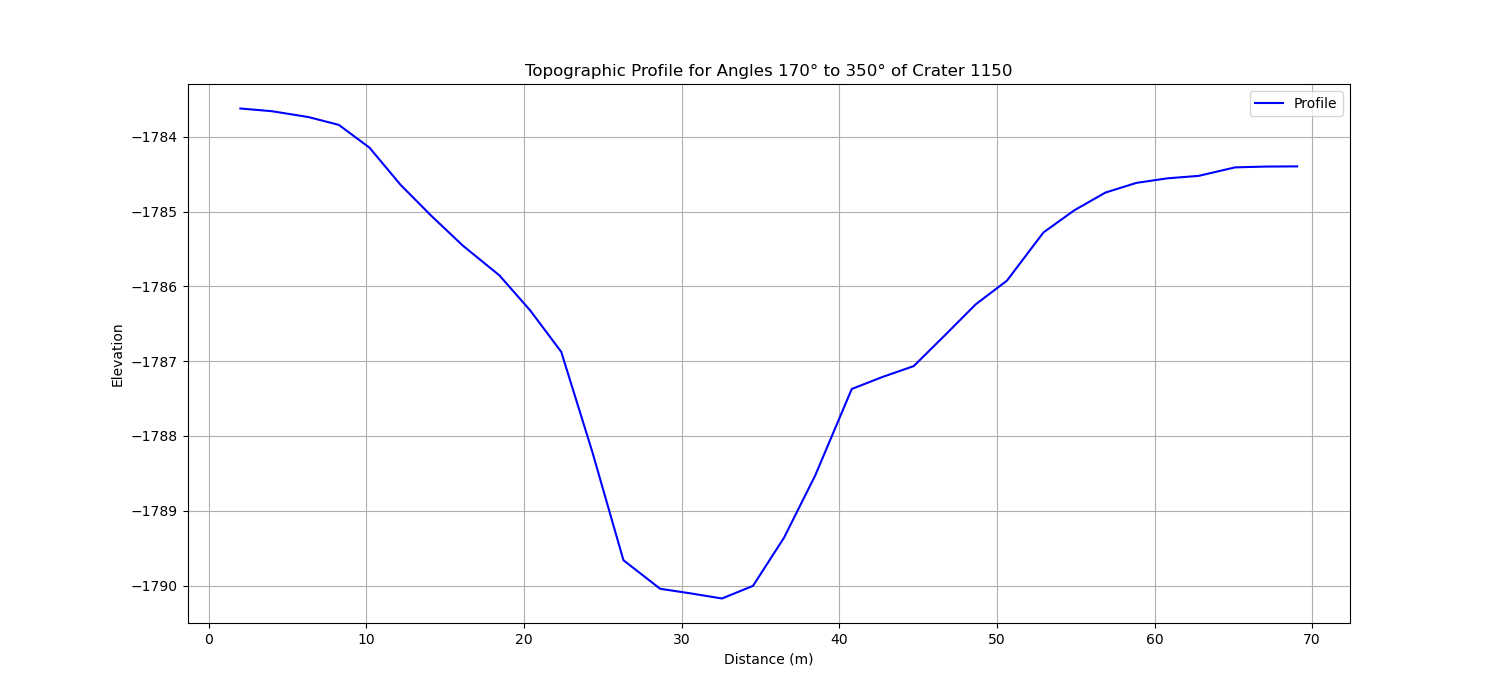 Topographic Profile for Angles 170° to 350° of Crater 1150
Profile
−1784
−1785
−1786
−1787
−1788
−1789
−1790
Elevation
0 10 20 30 40 50 60 70
Distance (m)